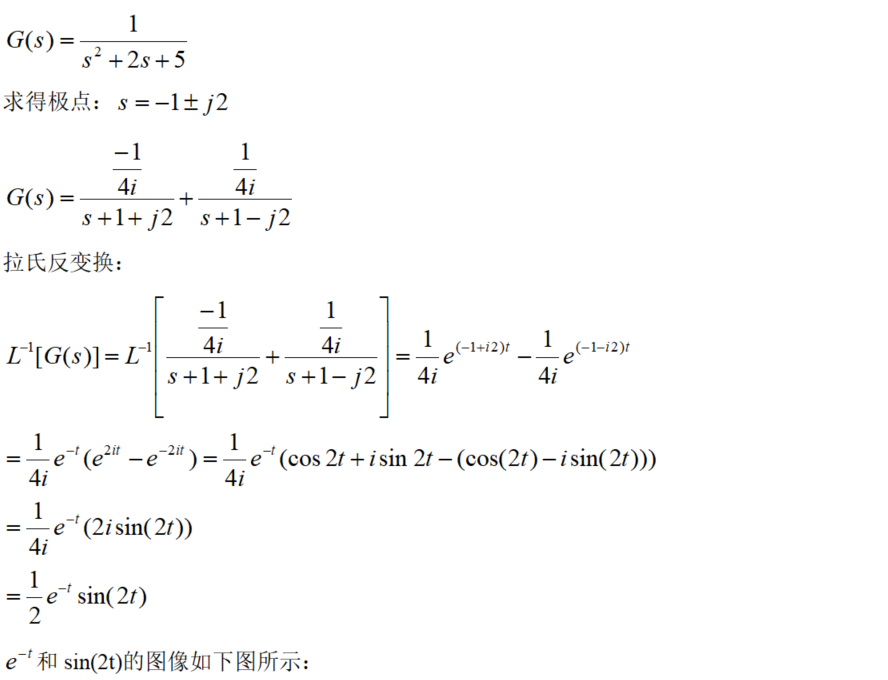 G(s) = \frac{1}{s^2 + 2s + 5}
求得极点： s = -1 ± j2
G(s) = \frac{\frac{-1}{4i}}{s+1+j2} + \frac{\frac{1}{4i}}{s+1-j2}
拉氏反变换：
L^{-1}[G(s)] = L^{-1}\left[\frac{\frac{-1}{4i}}{s+1+j2} + \frac{\frac{1}{4i}}{s+1-j2}\right] = \frac{1}{4i}e^{(-1+i2)t} - \frac{1}{4i}e^{(-1-i2)t}
= \frac{1}{4i}e^{-t}(e^{2it} - e^{-2it}) = \frac{1}{4i}e^{-t}(cos 2t + i sin 2t - (cos(2t) - i sin(2t)))
= \frac{1}{4i}e^{-t}(2i sin(2t))
= \frac{1}{2}e^{-t} sin(2t)
e^{-t} 和 sin(2t)的图像如下图所示：